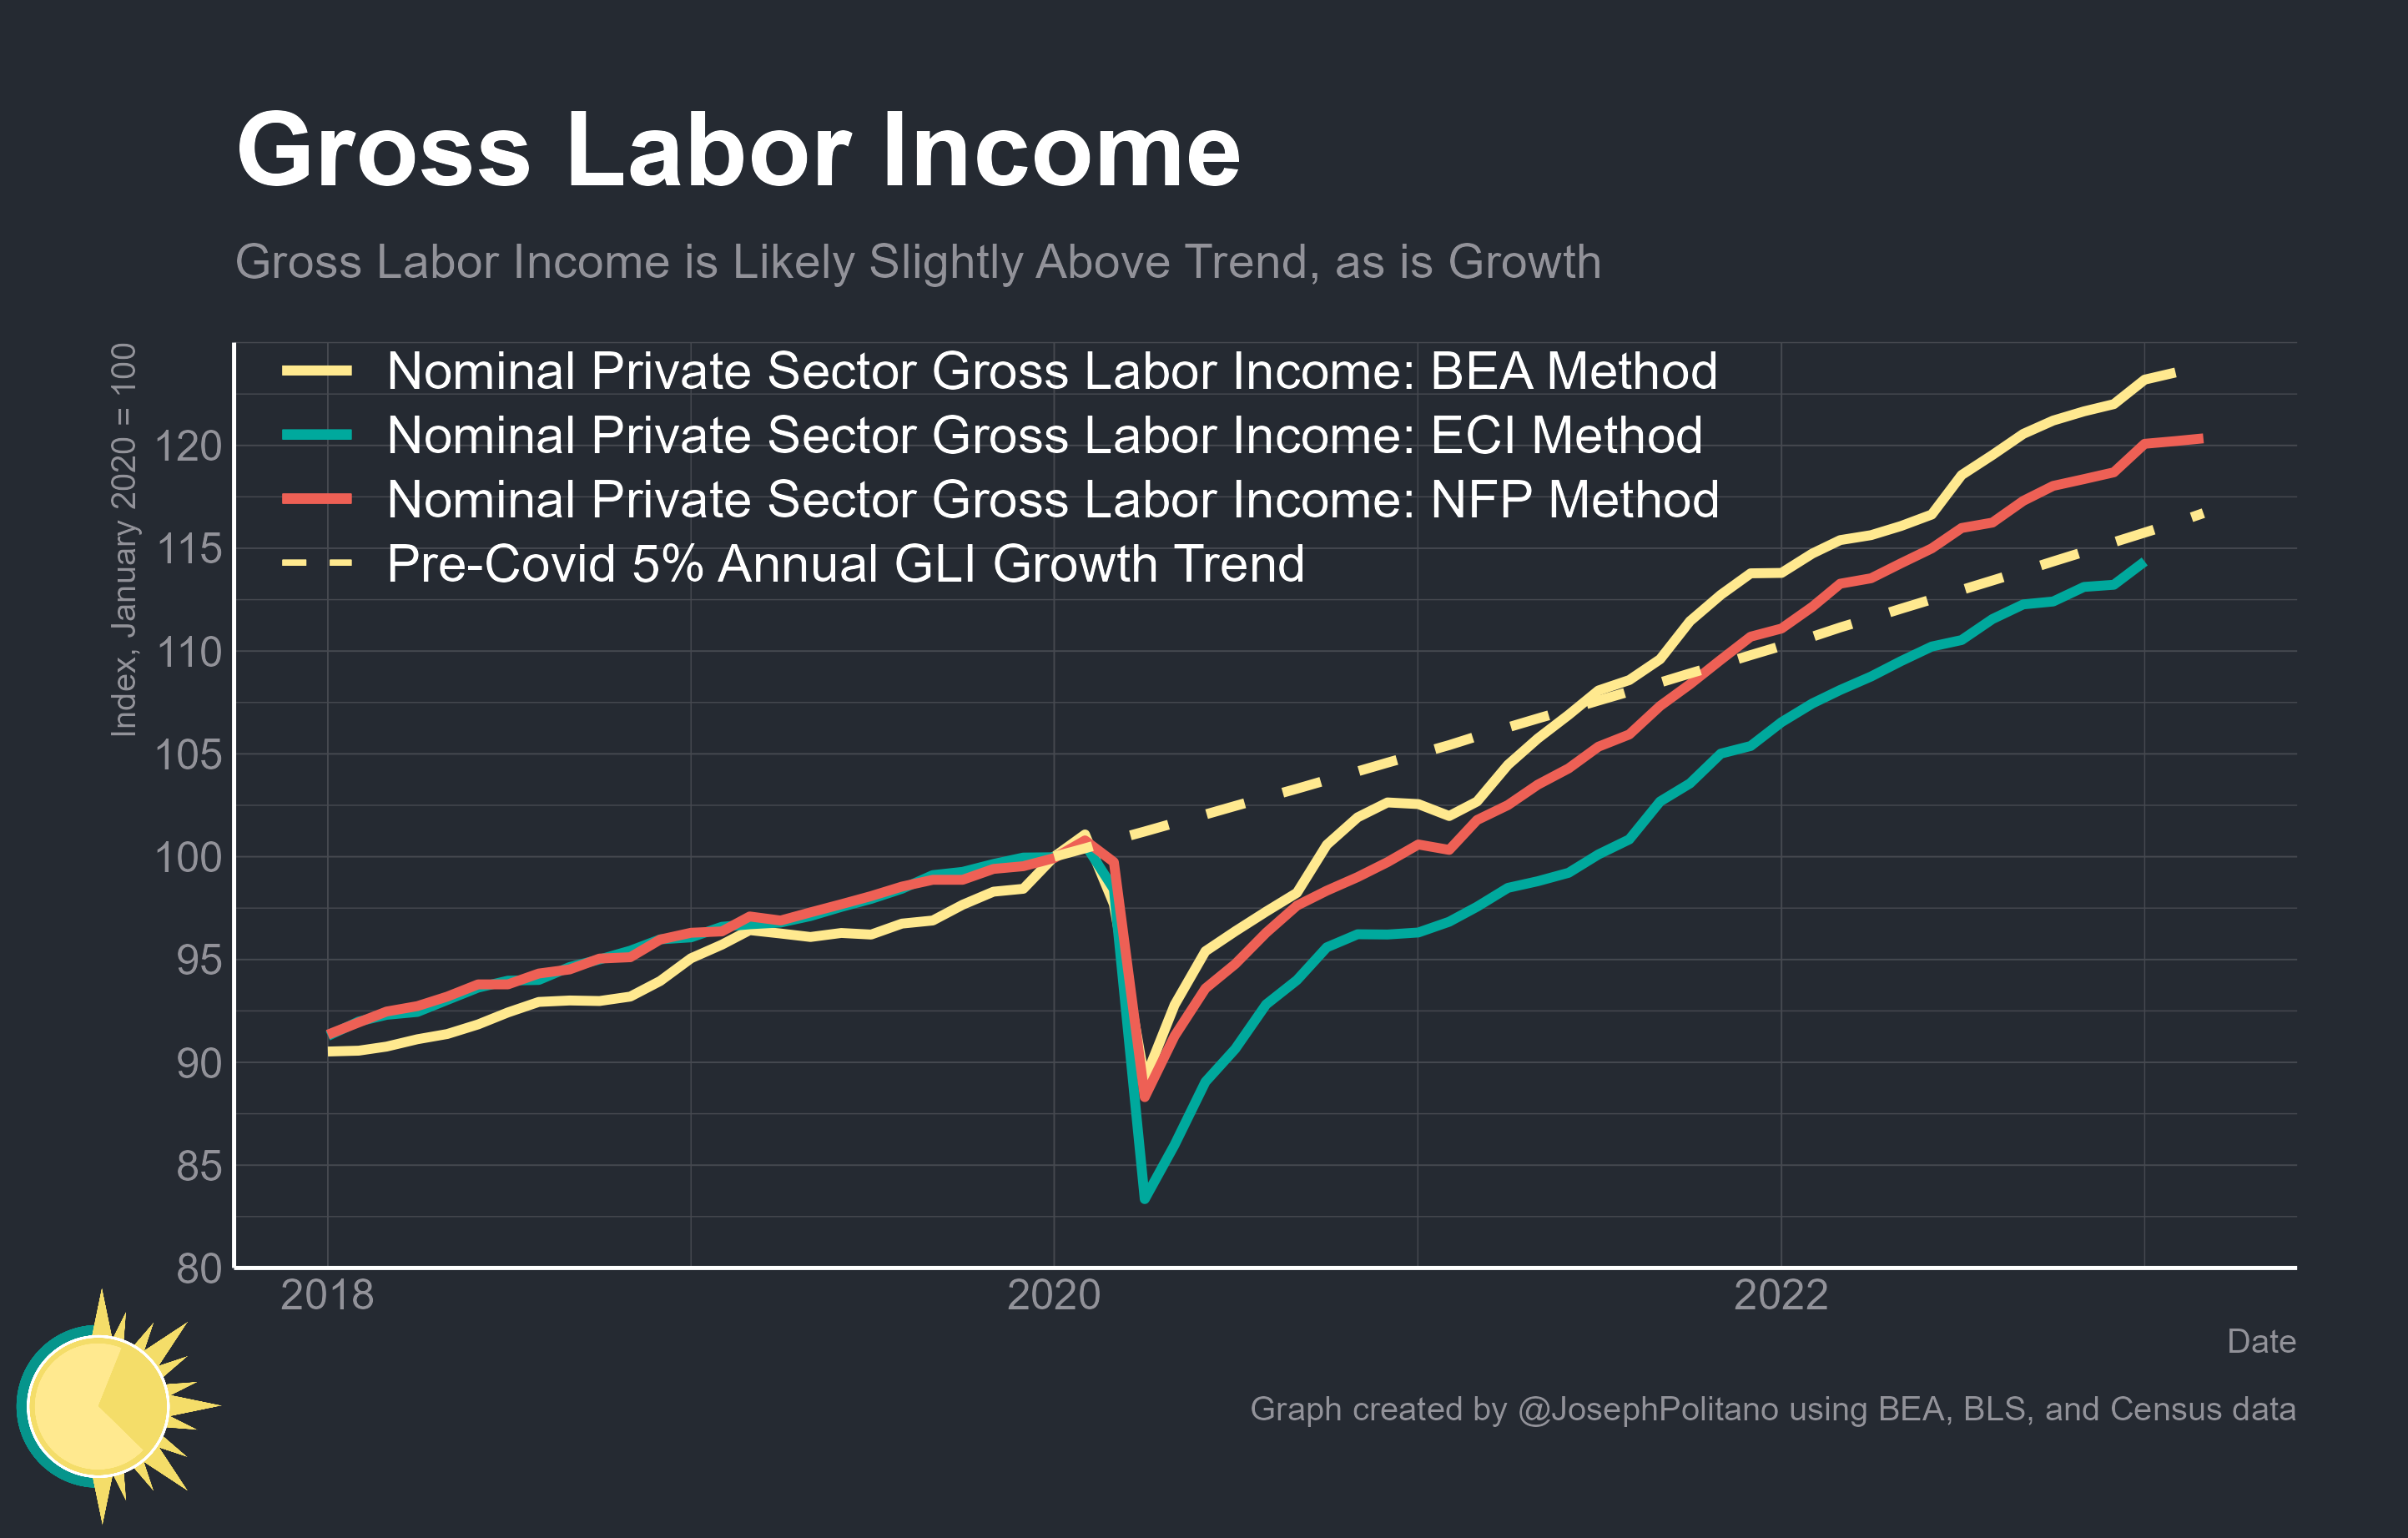 Gross Labor Income
Gross Labor Income is Likely Slightly Above Trend, as is Growth
Index, January 2020 = 100
Nominal Private Sector Gross Labor Income: BEA Method
Nominal Private Sector Gross Labor Income: ECI Method
Nominal Private Sector Gross Labor Income: NFP Method
Pre-Covid 5% Annual GLI Growth Trend
120
115
110
105
100
95
90
85
80
2018
2020
2022
Date
Graph created by @JosephPolitano using BEA, BLS, and Census data